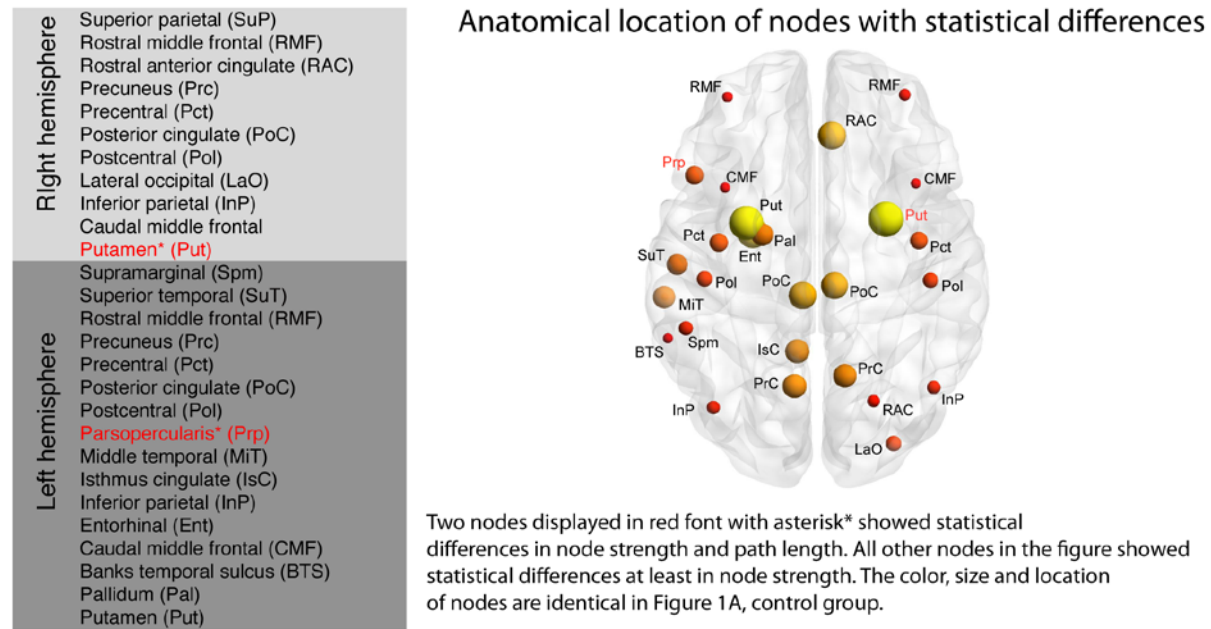 Right hemisphere
Superior parietal (SuP)
Rostral middle frontal (RMF)
Rostral anterior cingulate (RAC)
Precuneus (Prc)
Precentral (Pct)
Posterior cingulate (PoC)
Postcentral (Pol)
Lateral occipital (LaO)
Inferior parietal (InP)
Caudal middle frontal
Putamen* (Put)
Left hemisphere
Supramarginal (Spm)
Superior temporal (SuT)
Rostral middle frontal (RMF)
Precuneus (Prc)
Precentral (Pct)
Posterior cingulate (PoC)
Postcentral (Pol)
Parsopercularis* (Prp)
Middle temporal (MiT)
Isthmus cingulate (IsC)
Inferior parietal (InP)
Entorhinal (Ent)
Caudal middle frontal (CMF)
Banks temporal sulcus (BTS)
Pallidum (Pal)
Putamen (Put)
Anatomical location of nodes with statistical differences
RMF
RMF
RAC
Prp
CMF
CMF
Put
Put
Pct
Ent
Pal
Pct
SuT
Pol
PoC
PoC
Pol
MiT
BTS
Spm
IsC
PrC
PrC
InP
RAC
InP
LaO
Two nodes displayed in red font with asterisk* showed statistical
differences in node strength and path length. All other nodes in the figure showed
statistical differences at least in node strength. The color, size and location
of nodes are identical in Figure 1A, control group.